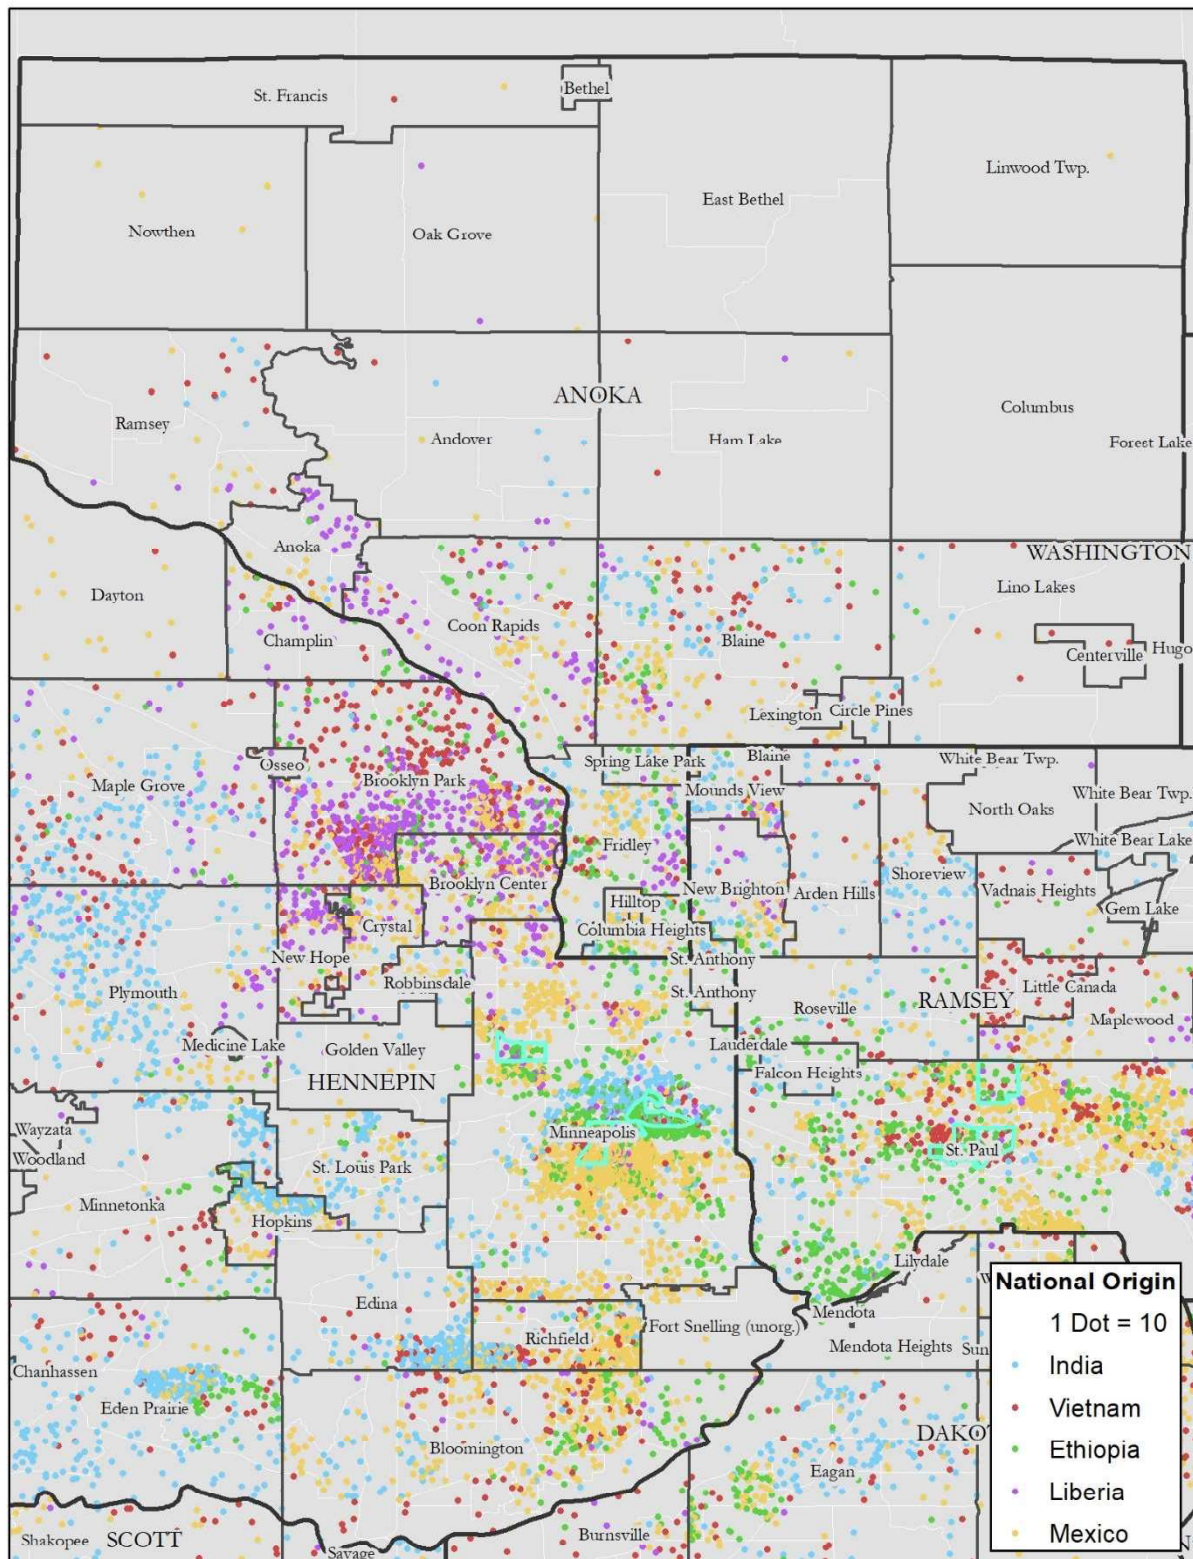 Bethel
St. Francis
Linwood Twp.
East Bethel
Nowthen
Oak Grove
ANOKA
Columbus
Ramsey
Andover
Ham Lake
Forest Lake
Anoka
WASHINGTON
Dayton
Lino Lakes
Champlin
Coon Rapids
Blaine
Centerville
Hugo
Lexington
Circle Pines
Osseo
Spring Lake Park
Blaine
White Bear Twp.
Maple Grove
Brooklyn Park
Mounds View
North Oaks
White Bear Twp.
Fridley
White Bear Lake
Brooklyn Center
New Brighton
Arden Hills
Shoreview
Vadnais Heights
Hilltop
Gem Lake
Crystal
Columbia Heights
New Hope
St. Anthony
Robbinsdale
Plymouth
St. Anthony
Little Canada
Roseville
RAMSEY
Maplewood
Medicine Lake
Golden Valley
Lauderdale
Falcon Heights
HENNEPIN
Wayzata
Minneapolis
St. Paul
Woodland
St. Louis Park
Minnetonka
Hopkins
Lilydale
W
Edina
Mendota
Richfield
Fort Snelling (unorg.)
Mendota Heights
Sun
Chanhassen
Eden Prairie
Bloomington
DAKOT
Eagan
Shakopee
SCOTT
Burnsville
Savage
N
National Origin
1 Dot = 10
India
Vietnam
Ethiopia
Liberia
Mexico